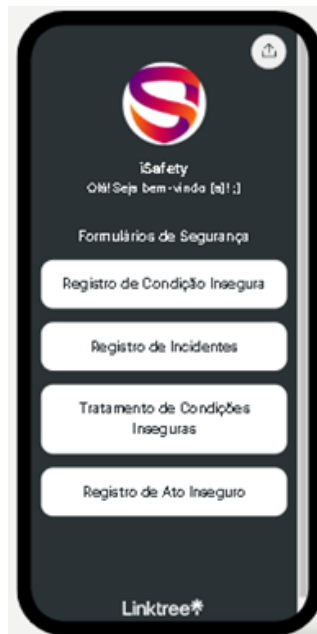 iSafety
Olá! Seja bem-vindo [a]! ;]
Formulários de Segurança
Registro de Condição Insegura
Registro de Incidentes
Tratamento de Condições
Inseguras
Registro de Ato Inseguro
Linktree